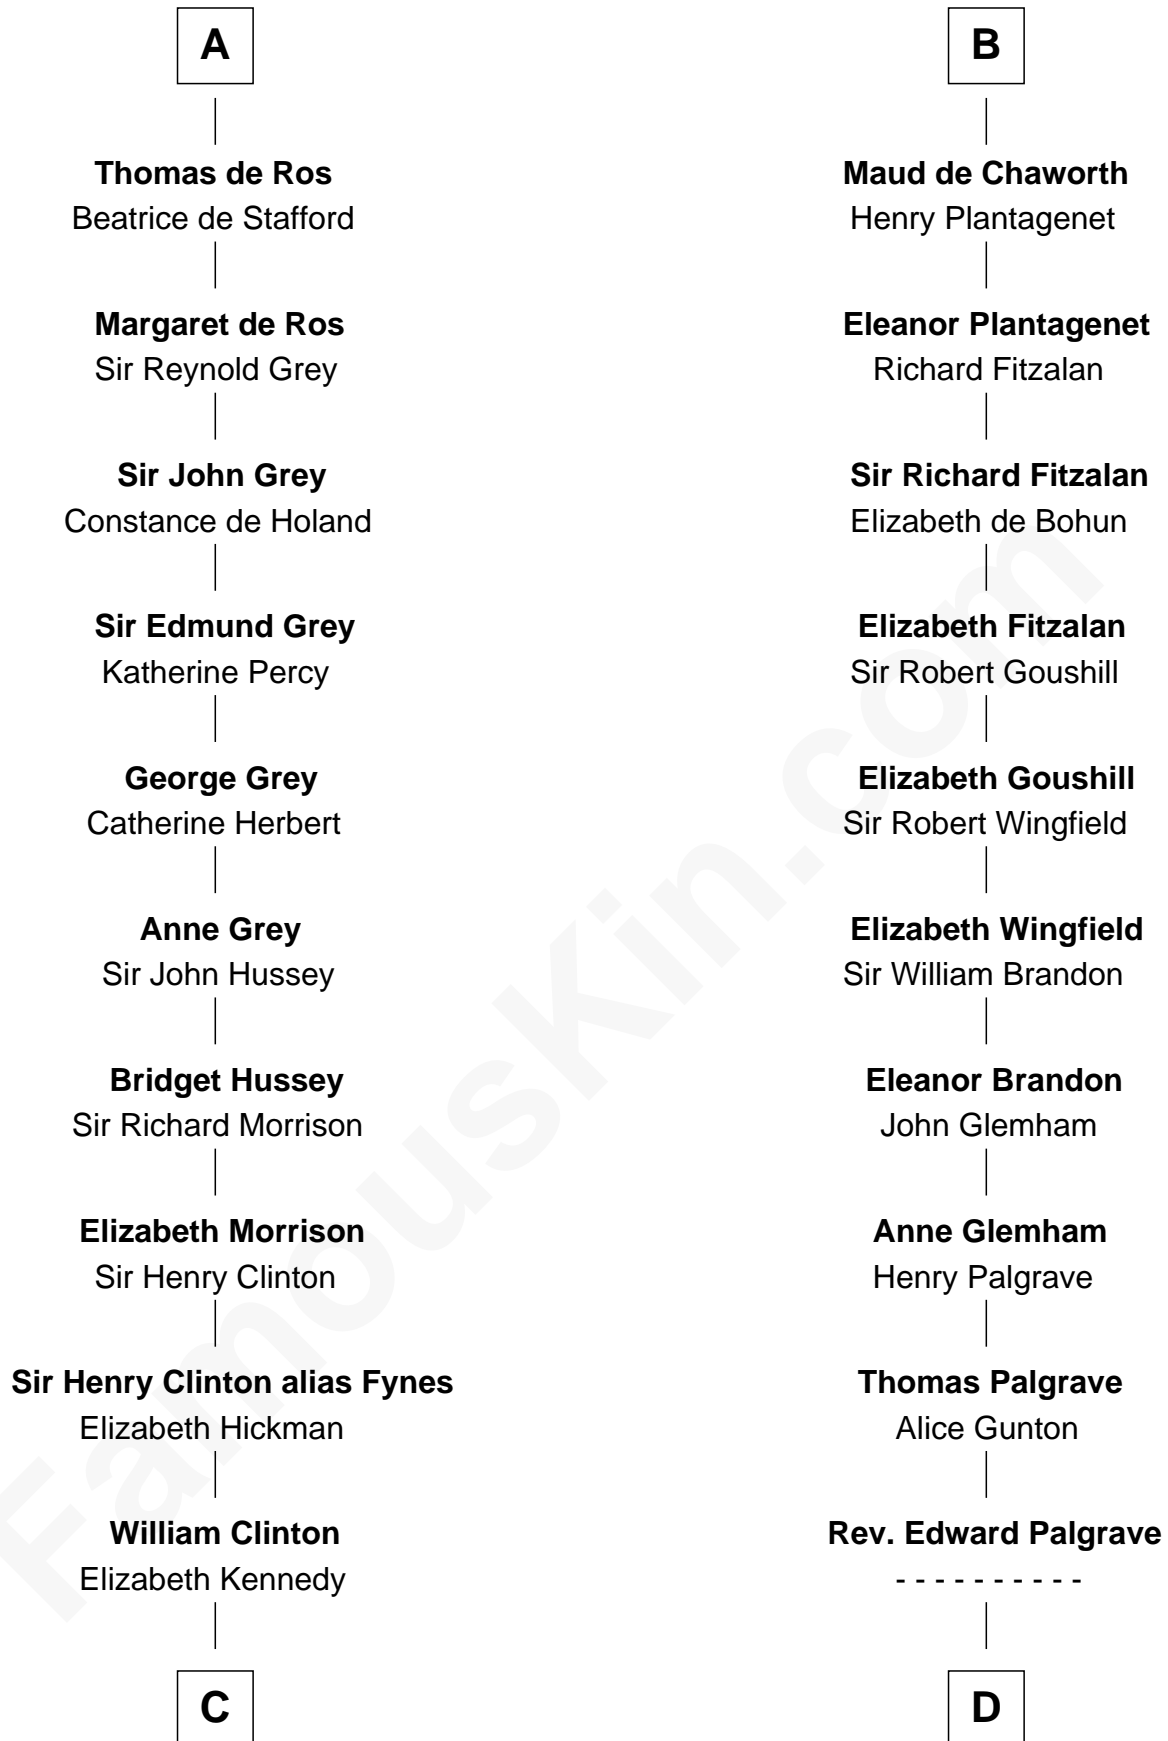 A
Thomas de Ros
Beatrice de Stafford
Margaret de Ros
Sir Reynold Grey
Sir John Grey
Constance de Holand
Sir Edmund Grey
Katherine Percy
George Grey
Catherine Herbert
Anne Grey
Sir John Hussey
Bridget Hussey
Sir Richard Morrison
Elizabeth Morrison
Sir Henry Clinton
Sir Henry Clinton alias Fynes
Elizabeth Hickman
William Clinton
Elizabeth Kennedy
C
B
Maud de Chaworth
Henry Plantagenet
Eleanor Plantagenet
Richard Fitzalan
Sir Richard Fitzalan
Elizabeth de Bohun
Elizabeth Fitzalan
Sir Robert Goushill
Elizabeth Goushill
Sir Robert Wingfield
Elizabeth Wingfield
Sir William Brandon
Eleanor Brandon
John Glemham
Anne Glemham
Henry Palgrave
Thomas Palgrave
Alice Gunton
Rev. Edward Palgrave
- - - - - - - - - -
D
FamousKin.com